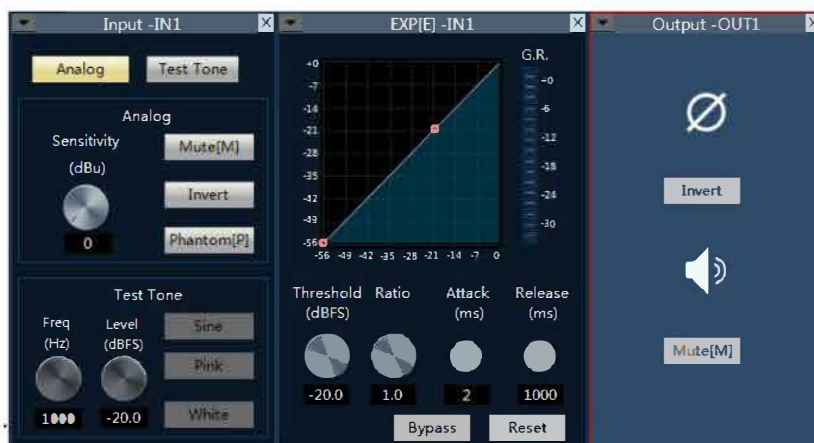 Input -IN1
X
Analog
Test Tone
Analog
Sensitivity
(dBu)
0
Mute[M]
Invert
Phantom[P]
Test Tone
Freq
(Hz)
Level
(dBFS)
1000
-20.0
Sine
Pink
White
EXP[E] -IN1
X
+0
-7
-14
-21
-28
-35
-42
-49
-56
-56 -49 -42 -35 -28 -21 -14 -7 0
G.R.
+0
-6
-12
-18
-24
-30
Threshold
(dBFS)
Ratio
Attack
(ms)
Release
(ms)
-20.0
1.0
2
1000
Bypass
Reset
Output -OUT1
X
Invert
Mute[M]